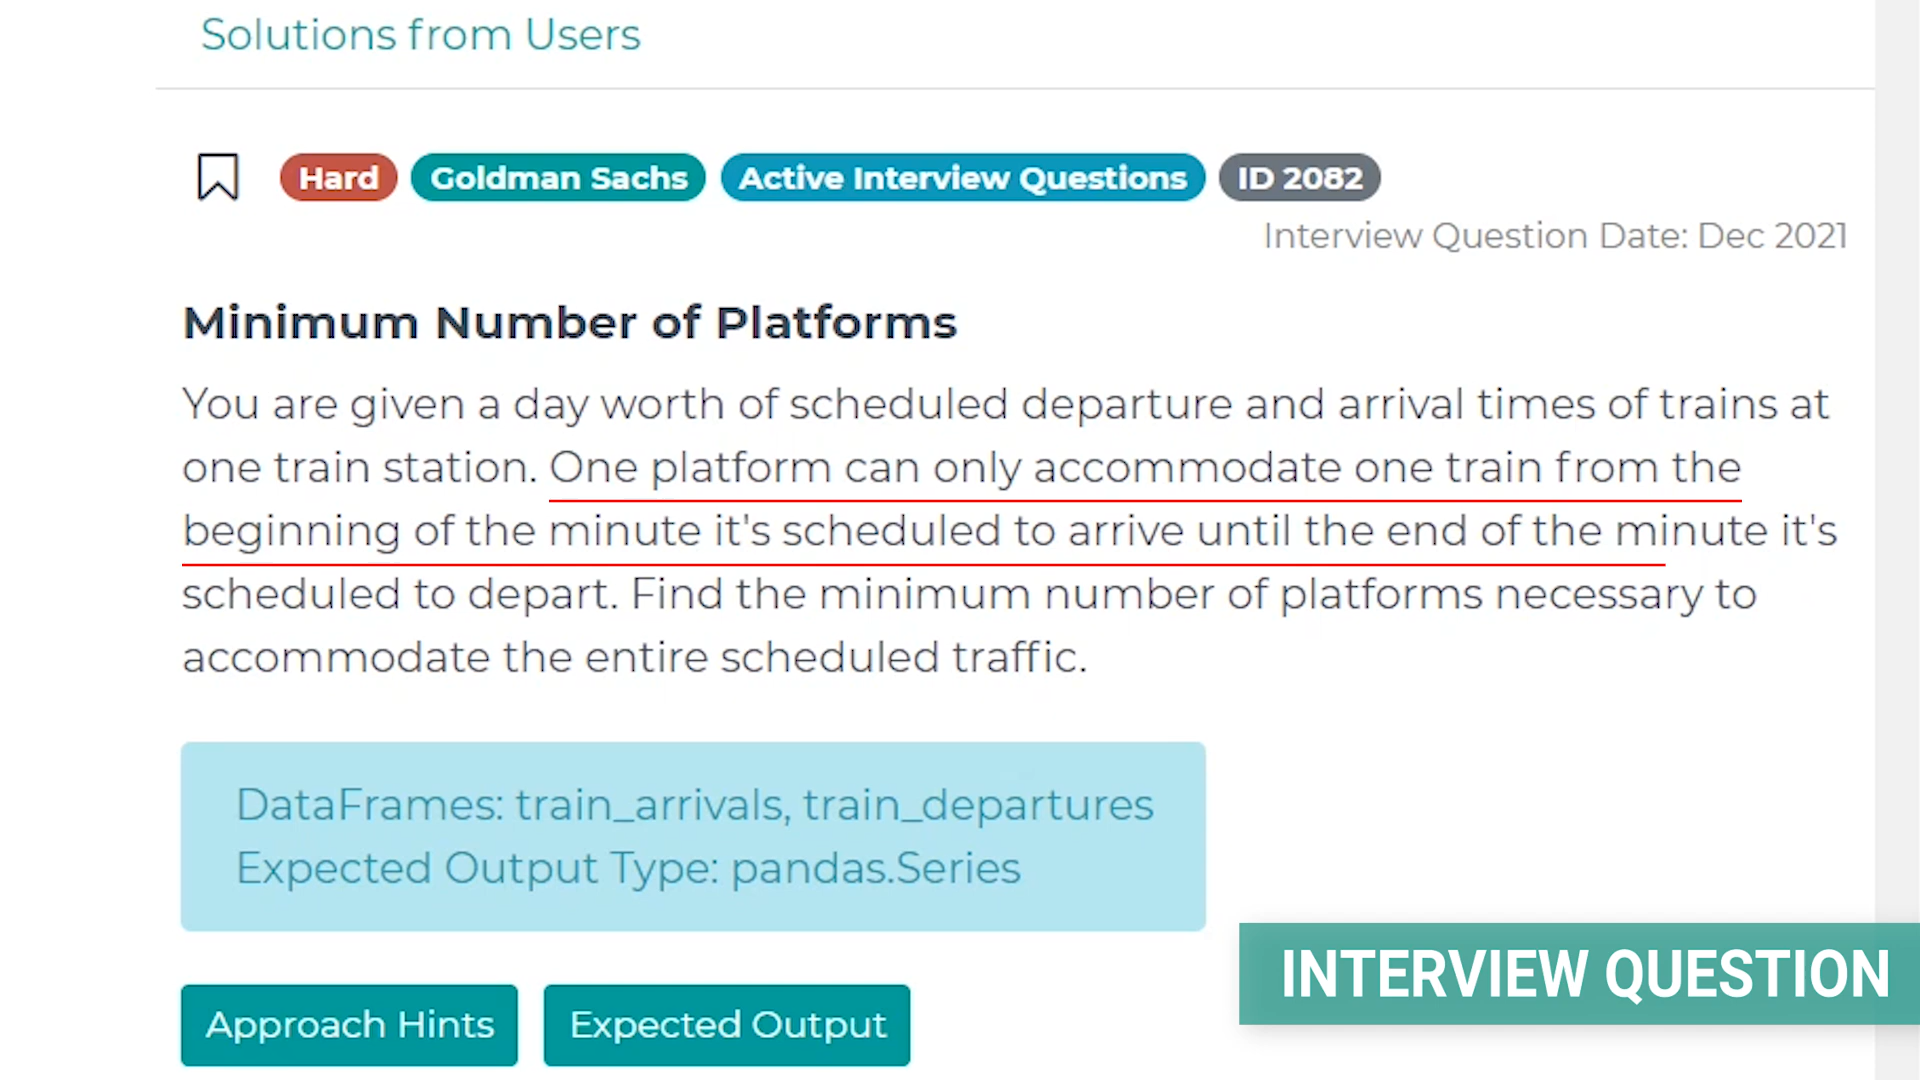 Solutions from Users
Hard Goldman Sachs Active Interview Questions ID 2082
Interview Question Date: Dec 2021
Minimum Number of Platforms
You are given a day worth of scheduled departure and arrival times of trains at
one train station. One platform can only accommodate one train from the
beginning of the minute it's scheduled to arrive until the end of the minute it's
scheduled to depart. Find the minimum number of platforms necessary to
accommodate the entire scheduled traffic.
DataFrames: train_arrivals, train_departures
Expected Output Type: pandas.Series
INTERVIEW QUESTION
Approach Hints Expected Output